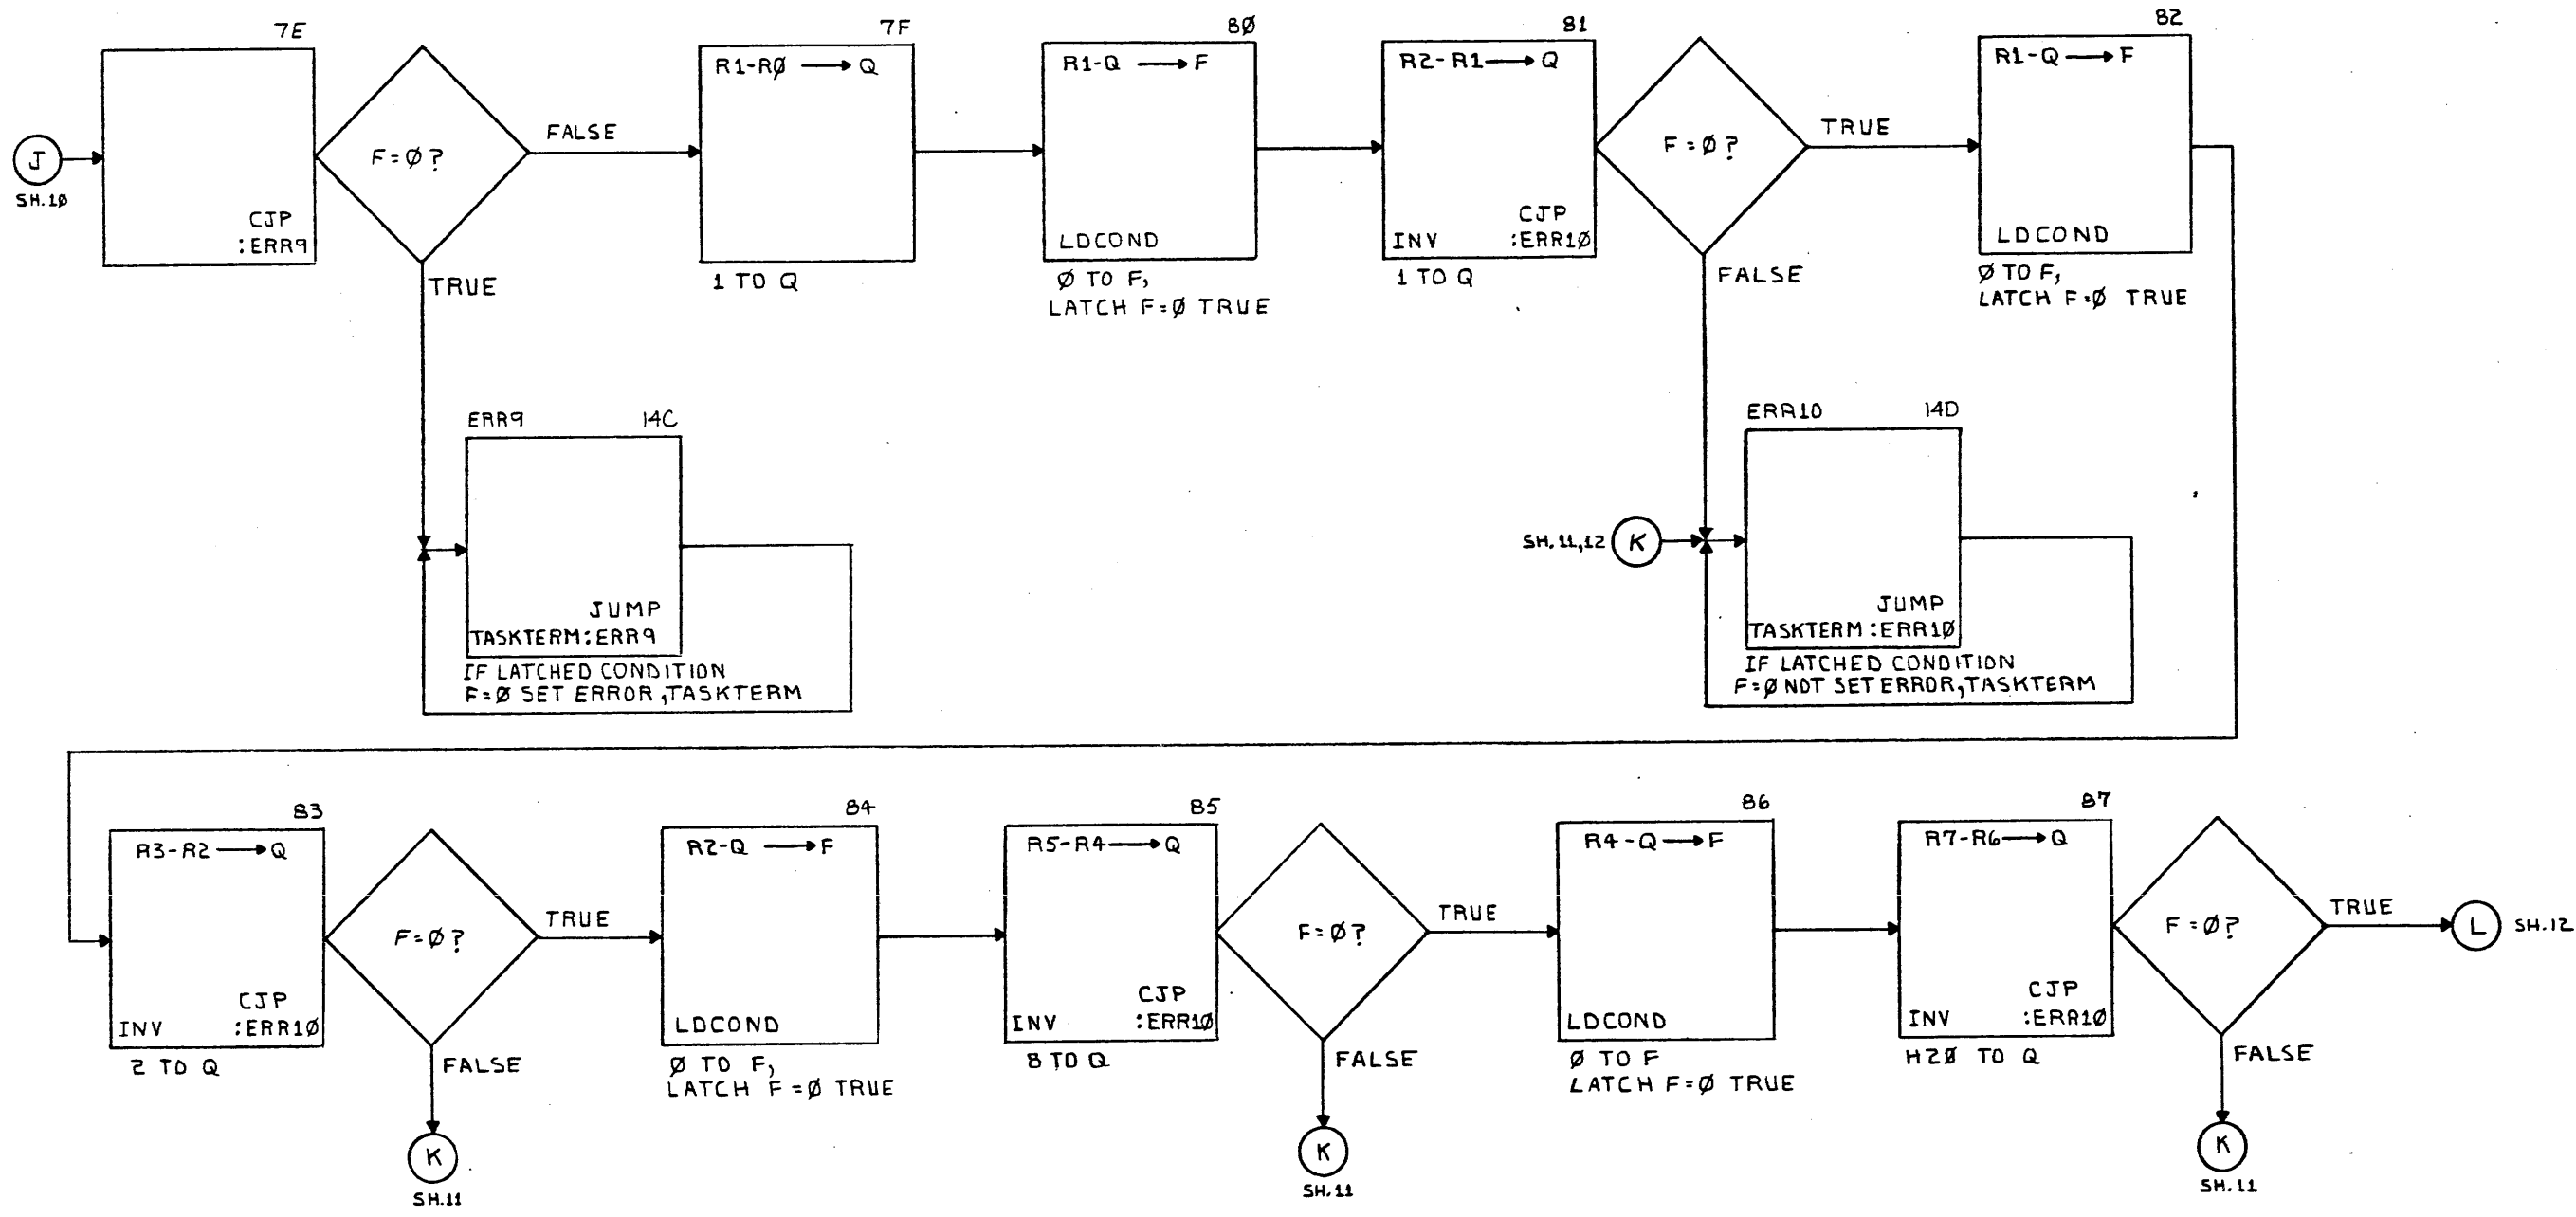 7E
7F
8Ø
81
82
J
SH.1Ø
CJP
:ERR9
F=Ø?
FALSE
TRUE
R1-RØ → Q
1 TO Q
R1-Q → F
LDCOND
Ø TO F,
LATCH F=Ø TRUE
R2-R1 → Q
INV
CJP
:ERR1Ø
1 TO Q
F=Ø?
TRUE
FALSE
R1-Q → F
LDCOND
Ø TO F,
LATCH F=Ø TRUE
ERR9
14C
JUMP
TASKTERM:ERR9
IF LATCHED CONDITION
F=Ø SET ERROR,TASKTERM
SH.11,12
K
ERR10
14D
JUMP
TASKTERM:ERR1Ø
IF LATCHED CONDITION
F=Ø NOT SET ERROR,TASKTERM
83
84
85
86
87
R3-R2 → Q
INV
CJP
:ERR1Ø
2 TO Q
F=Ø?
TRUE
FALSE
K
SH.11
R2-Q → F
LDCOND
Ø TO F,
LATCH F=Ø TRUE
R5-R4 → Q
INV
CJP
:ERR1Ø
8 TO Q
F=Ø?
TRUE
FALSE
K
SH.11
R4-Q → F
LDCOND
Ø TO F
LATCH F=Ø TRUE
R7-R6 → Q
INV
CJP
:ERR1Ø
H2Ø TO Q
F=Ø?
TRUE
FALSE
K
SH.11
L
SH.12